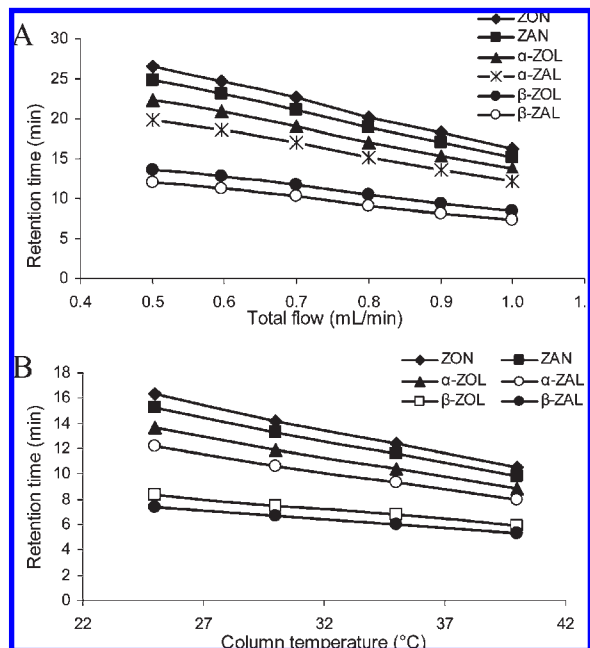 A
ZON
ZAN
α-ZOL
α-ZAL
β-ZOL
β-ZAL
Retention time (min)
30
25
20
15
10
5
0
0.4 0.5 0.6 0.7 0.8 0.9 1.0 1.
Total flow (mL/min)
B
ZON ZAN
α-ZOL α-ZAL
β-ZOL β-ZAL
Retention time (min)
18
16
14
12
10
8
6
4
2
0
22 27 32 37 42
Column temperature (°C)